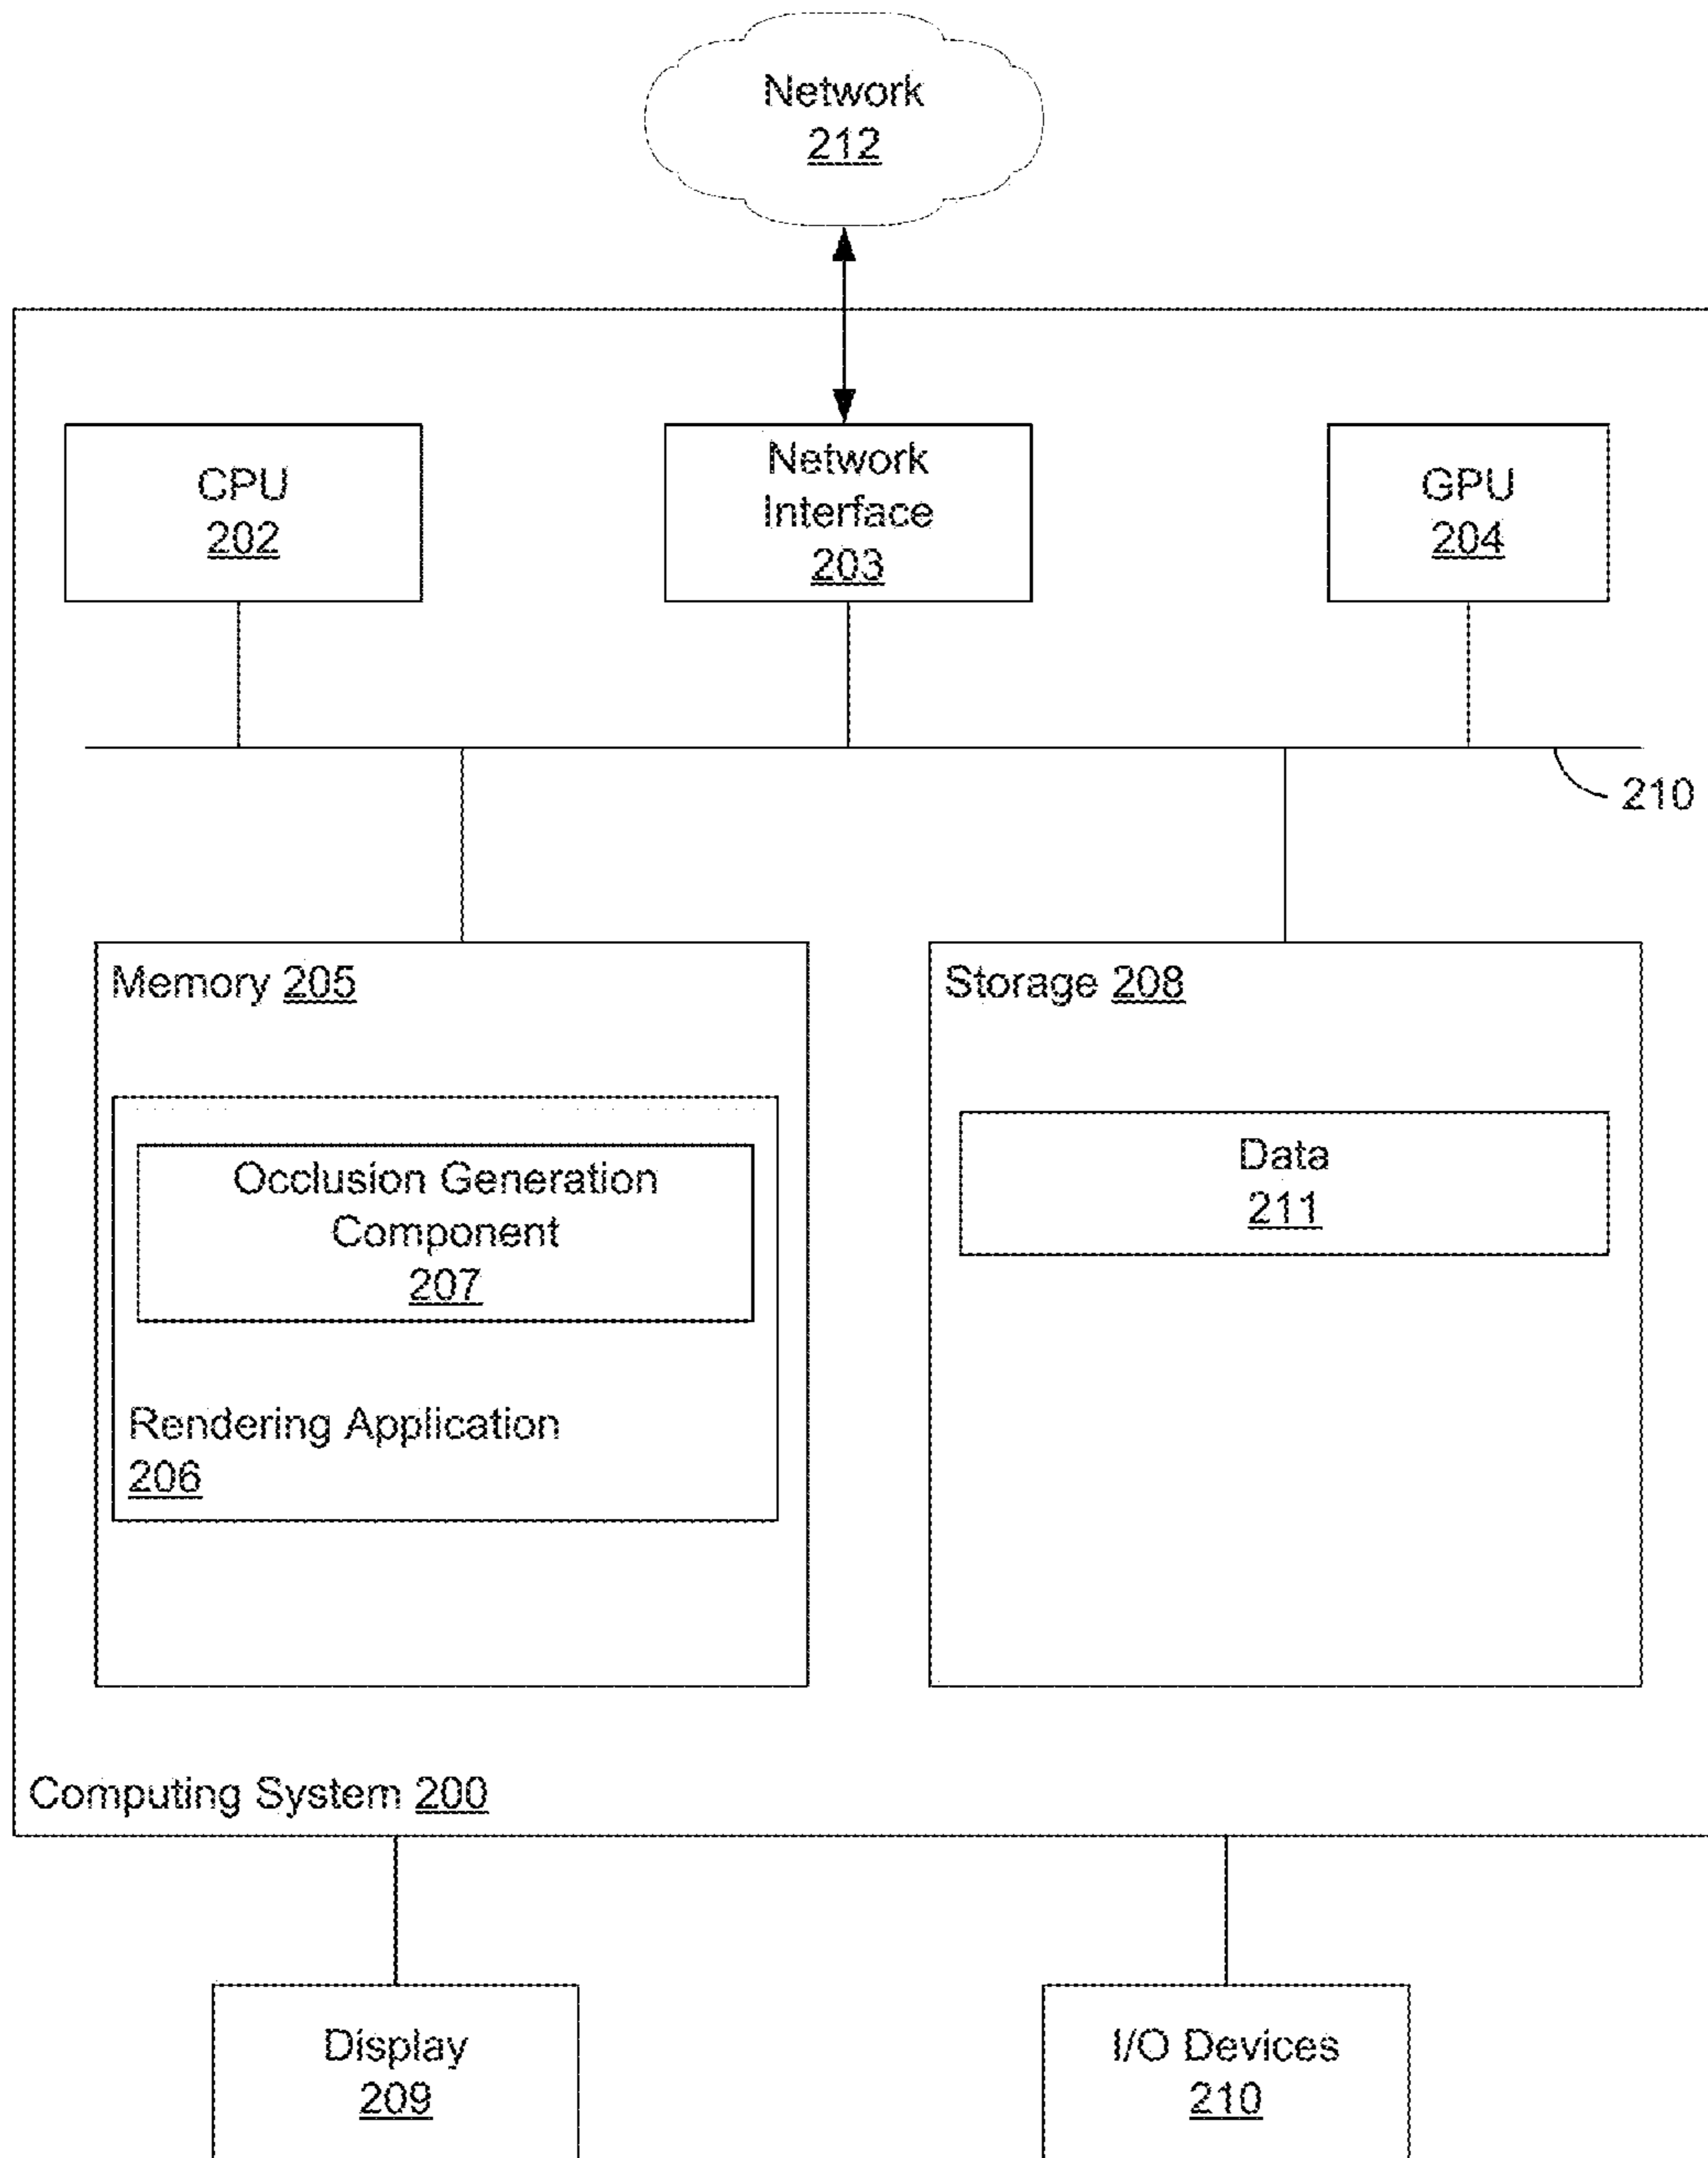 Network
212
CPU
202
Network
Interface
203
GPU
204
210
Memory 205
Occlusion Generation
Component
207
Rendering Application
206
Storage 208
Data
211
Computing System 200
Display
209
I/O Devices
210